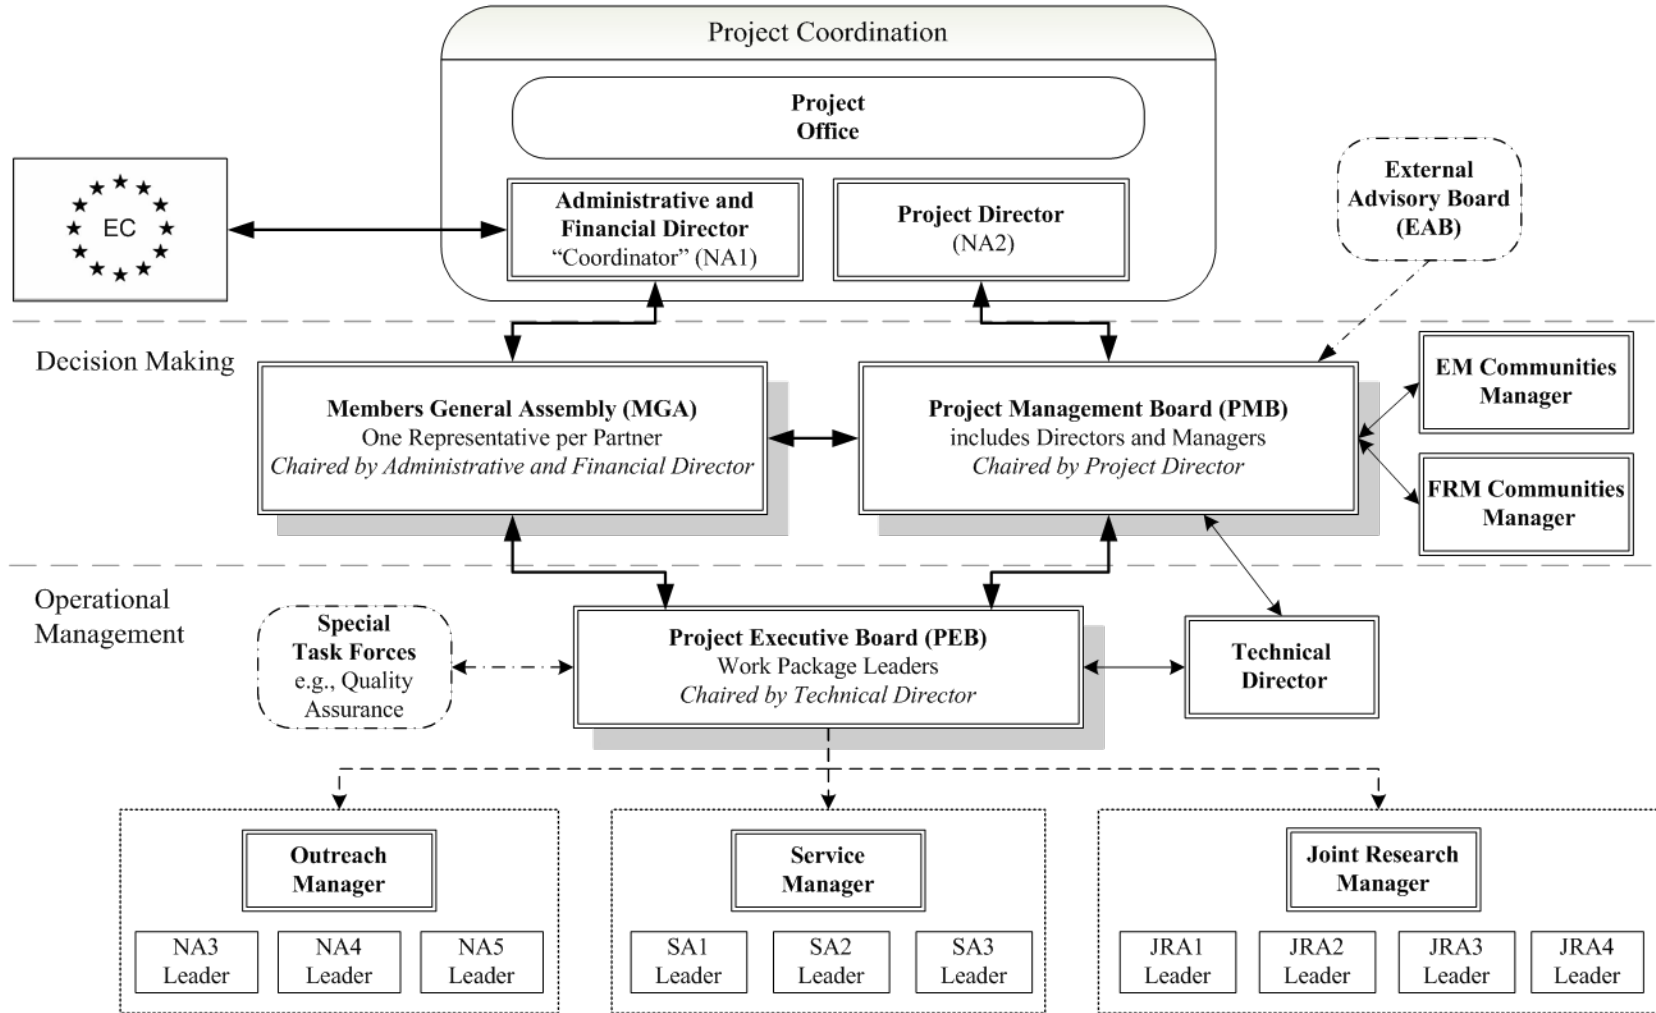 Project Coordination
Project
Office
EC
Administrative and
Financial Director
“Coordinator” (NA1)
Project Director
(NA2)
External
Advisory Board
(EAB)
Decision Making
Members General Assembly (MGA)
One Representative per Partner
Chaired by Administrative and Financial Director
Project Management Board (PMB)
includes Directors and Managers
Chaired by Project Director
EM Communities
Manager
FRM Communities
Manager
Operational
Management
Special
Task Forces
e.g., Quality
Assurance
Project Executive Board (PEB)
Work Package Leaders
Chaired by Technical Director
Technical
Director
Outreach
Manager
NA3
Leader
NA4
Leader
NA5
Leader
Service
Manager
SA1
Leader
SA2
Leader
SA3
Leader
Joint Research
Manager
JRA1
Leader
JRA2
Leader
JRA3
Leader
JRA4
Leader